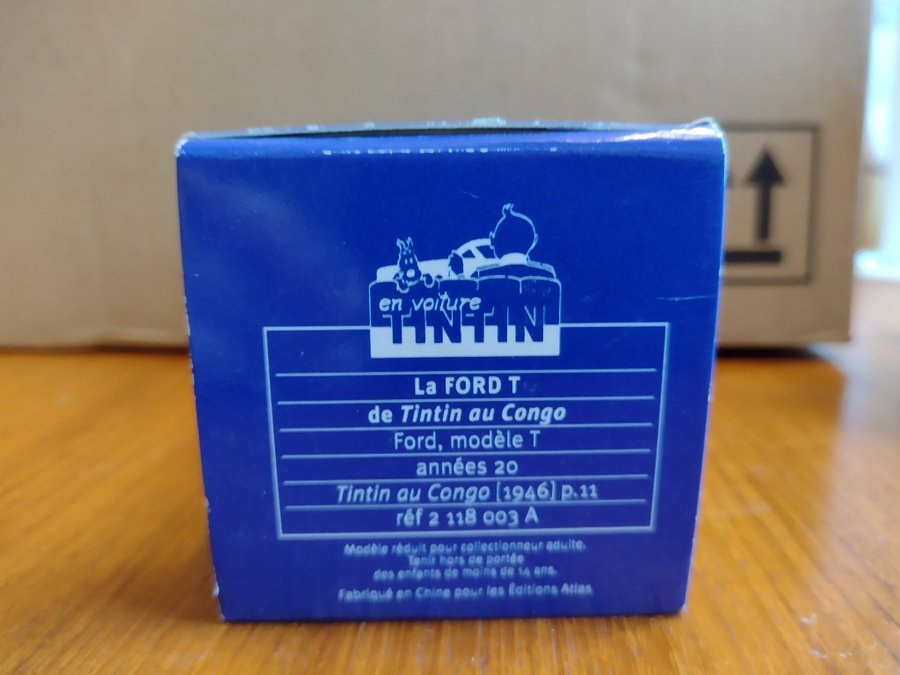 en voiture
TINTIN
La FORD T
de Tintin au Congo
Ford, modèle T
années 20
Tintin au Congo [1946] p.11
réf 2 118 003 A
Modèle réduit pour collectionneur adulte.
Tenir hors de portée
des enfants de moins de 14 ans.
Fabriqué en Chine pour les Éditions Atlas